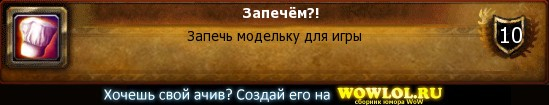 Запечём?!
Запечь модельку для игры
10
Хочешь свой ачив? Создай его на WOWLOL.RU
сборник юмора WoW